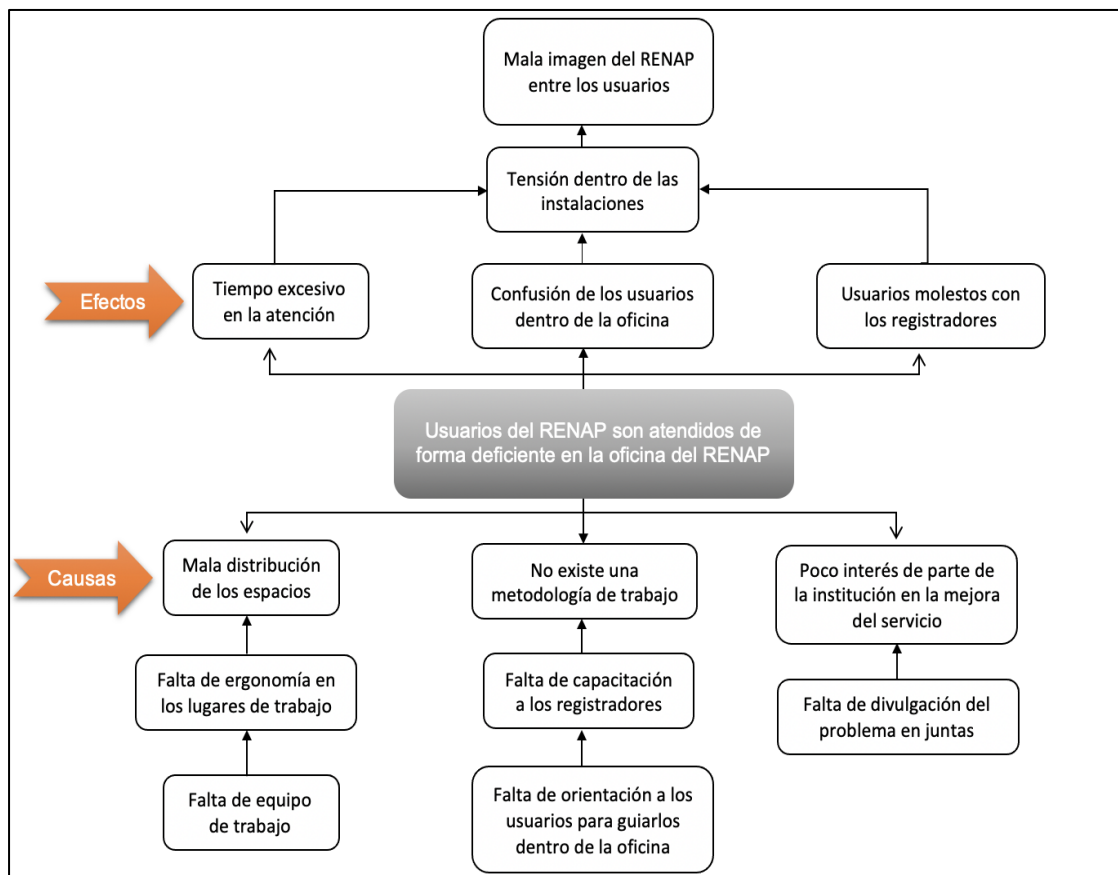 Mala imagen del RENAP
entre los usuarios
Tensión dentro de las
instalaciones
Efectos
Tiempo excesivo
en la atención
Confusión de los usuarios
dentro de la oficina
Usuarios molestos con
los registradores
Usuarios del RENAP son atendidos de
forma deficiente en la oficina del RENAP
Causas
Mala distribución
de los espacios
No existe una
metodología de trabajo
Poco interés de parte de
la institución en la mejora
del servicio
Falta de ergonomía en
los lugares de trabajo
Falta de capacitación
a los registradores
Falta de divulgación del
problema en juntas
Falta de equipo
de trabajo
Falta de orientación a los
usuarios para guiarlos
dentro de la oficina